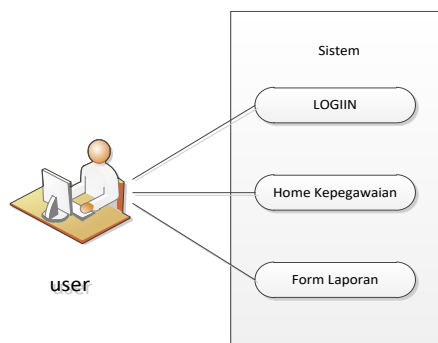 Sistem
LOGIIN
Home Kepegawaian
Form Laporan
user